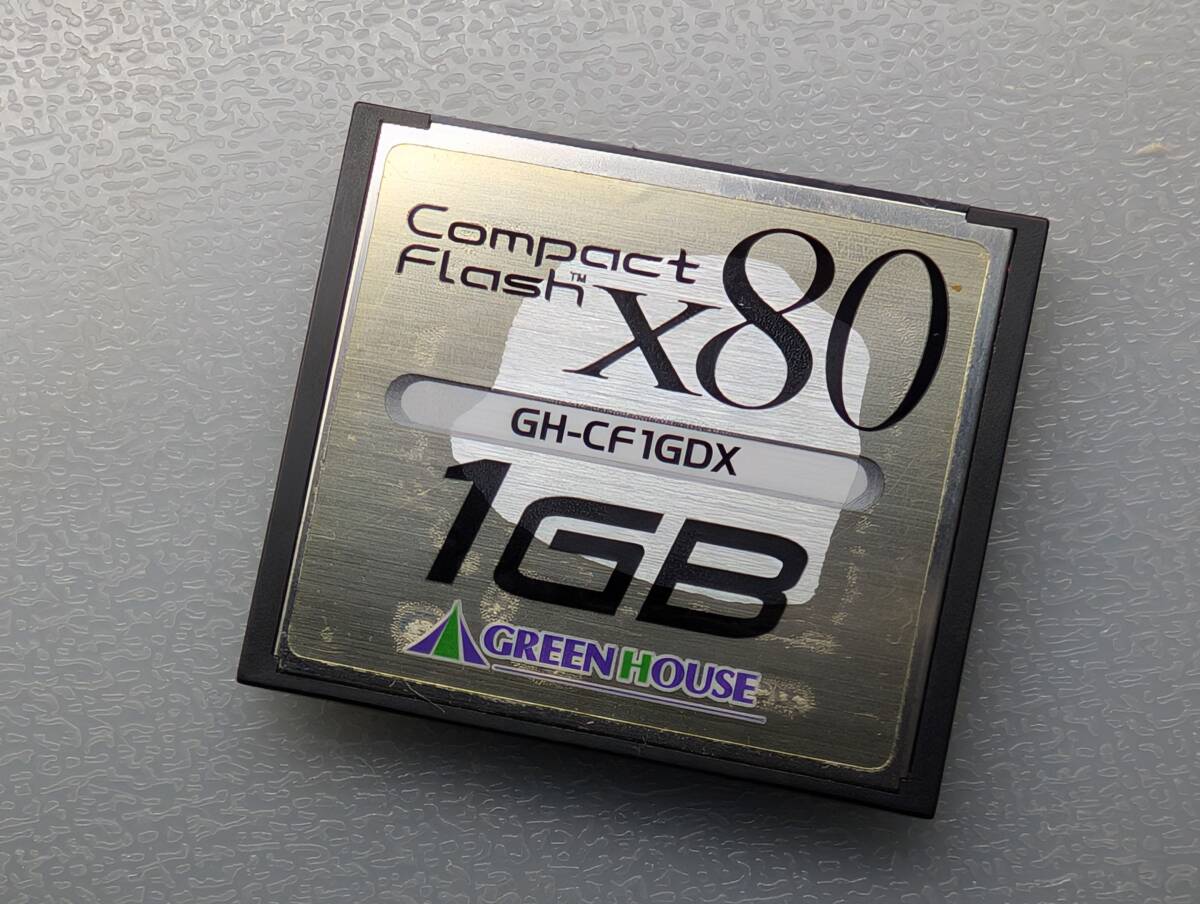 Compact
Flash™
x80
GH-CF1GDX
1GB
GREEN HOUSE